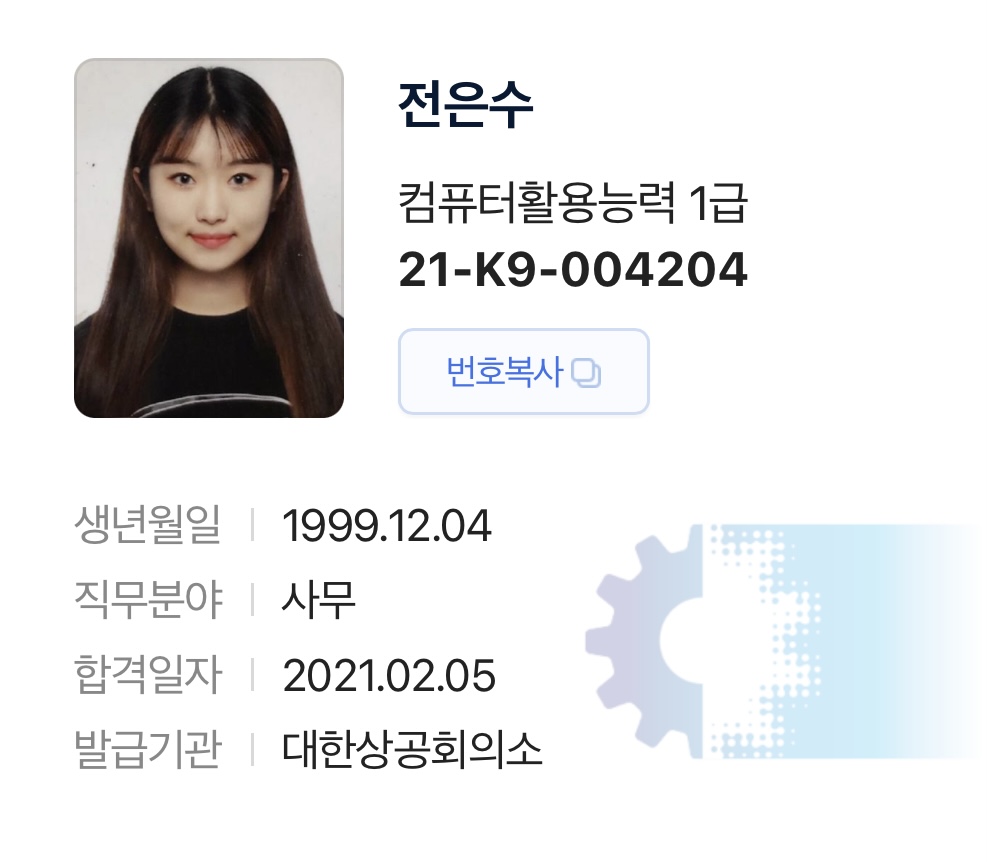 전은수
컴퓨터활용능력 1급
21-K9-004204
번호복사
생년월일 1999.12.04
직무분야 사무
합격일자 2021.02.05
발급기관 대한상공회의소